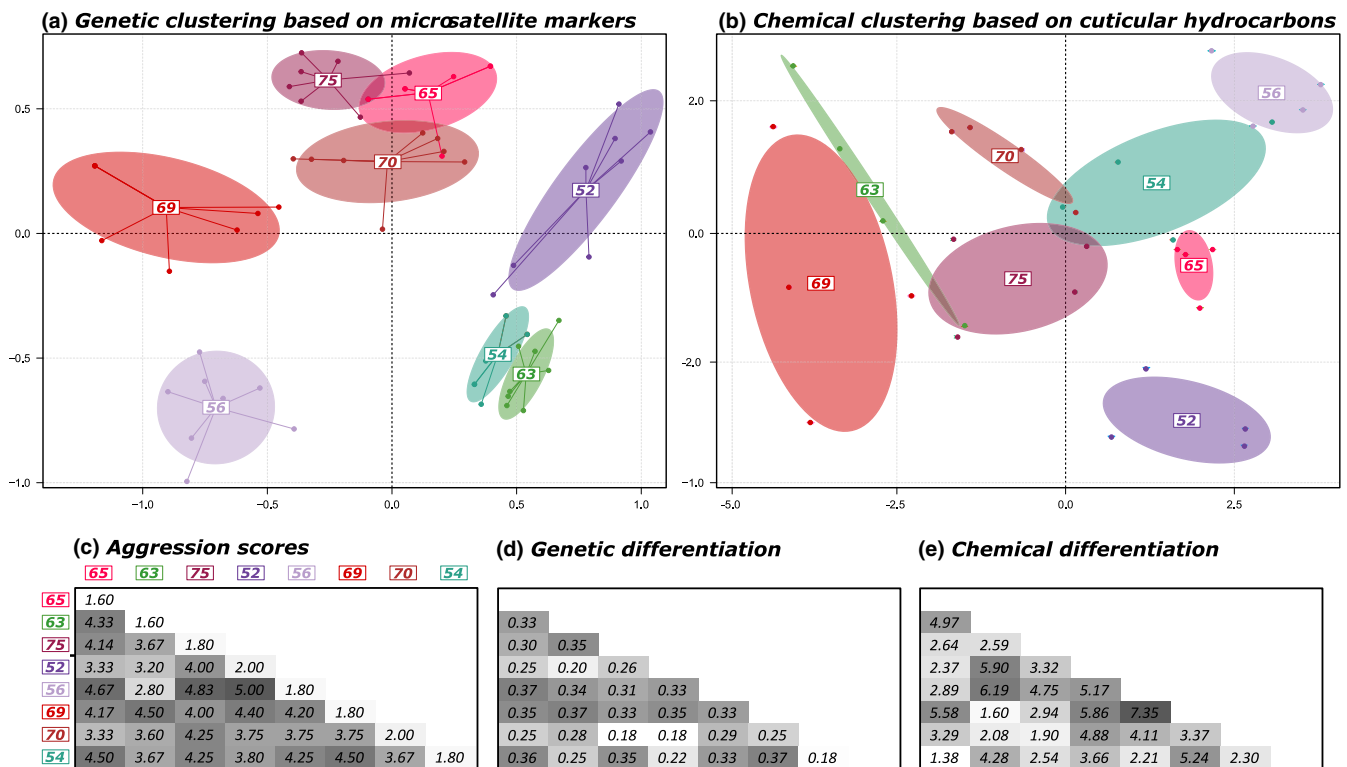 (a) Genetic clustering based on microsatellite markers
(b) Chemical clustering based on cuticular hydrocarbons
75
65
0.5
70
52
69
0.0
54
−0.5
63
56
−1.0
−1.0 −0.5 0.0 0.5 1.0
56
2.0
70
54
63
0.0
65
75
69
−2.0
52
−1.0
-5.0 -2.5 0.0 2.5
(c) Aggression scores
65 63 75 52 56 69 70 54
65 1.60
63 4.33 1.60
75 4.14 3.67 1.80
52 3.33 3.20 4.00 2.00
56 4.67 2.80 4.83 5.00 1.80
69 4.17 4.50 4.00 4.40 4.20 1.80
70 3.33 3.60 4.25 3.75 3.75 3.75 2.00
54 4.50 3.67 4.25 3.80 4.25 4.50 3.67 1.80
(d) Genetic differentiation
0.33
0.30 0.35
0.25 0.20 0.26
0.37 0.34 0.31 0.33
0.35 0.37 0.33 0.35 0.33
0.25 0.28 0.18 0.18 0.29 0.25
0.36 0.25 0.35 0.22 0.33 0.37 0.18
(e) Chemical differentiation
4.97
2.64 2.59
2.37 5.90 3.32
2.89 6.19 4.75 5.17
5.58 1.60 2.94 5.86 7.35
3.29 2.08 1.90 4.88 4.11 3.37
1.38 4.28 2.54 3.66 2.21 5.24 2.30